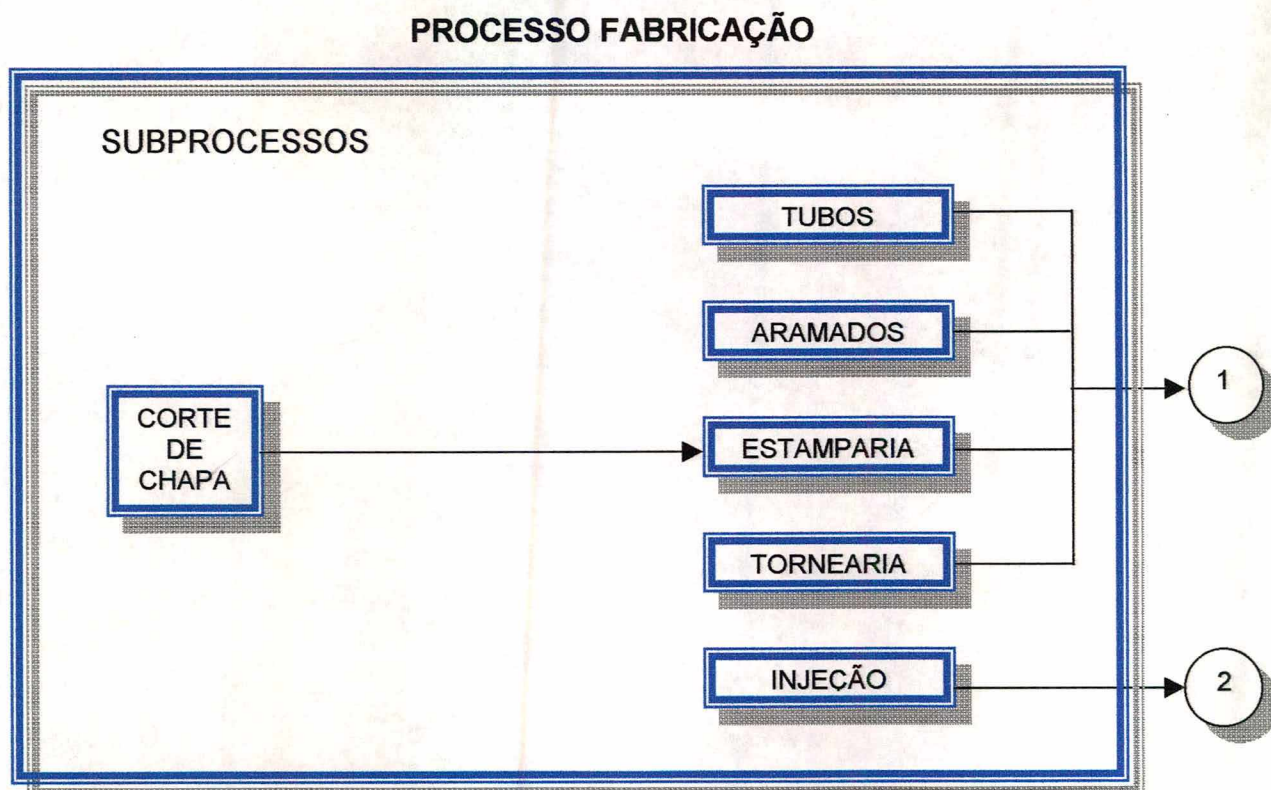 PROCESSO FABRICAÇÃO
SUBPROCESSOS
TUBOS
ARAMADOS
1
CORTE
DE
CHAPA
ESTAMPARIA
TORNEARIA
INJEÇÃO
2